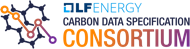 LFENERGY
CARBON DATA SPECIFICATION
CONSORTIUM